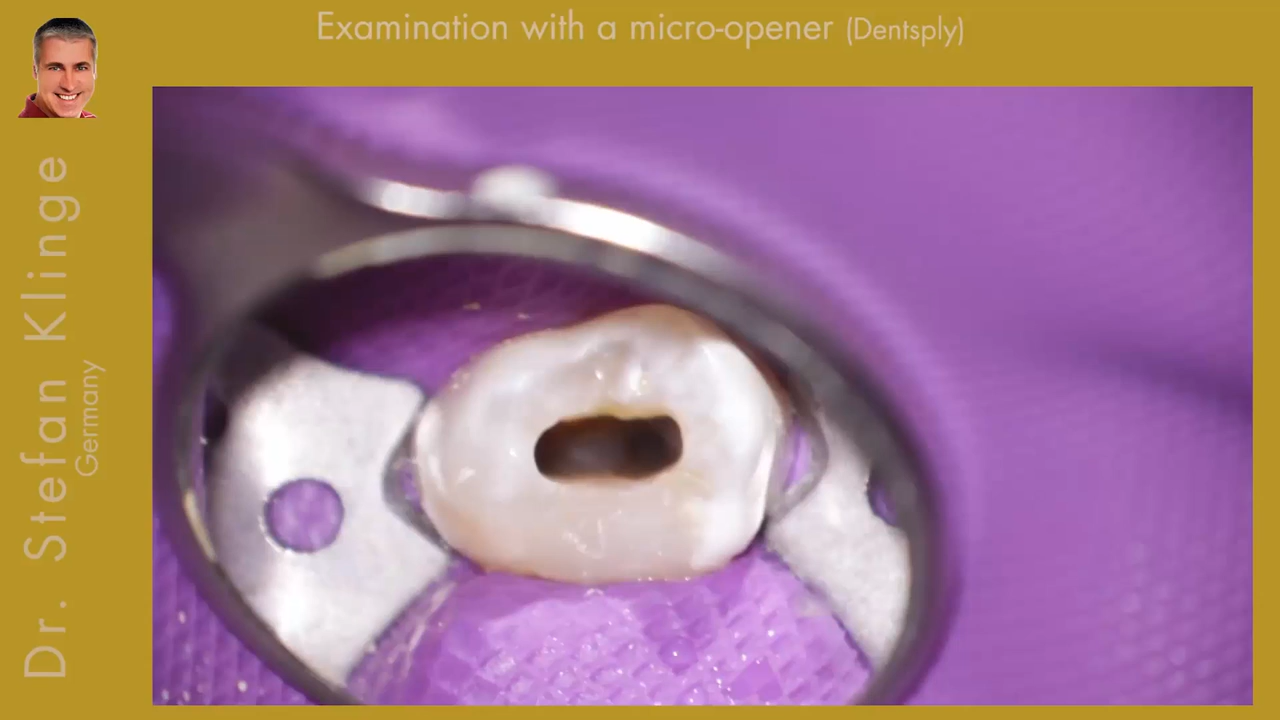 Examination with a micro-opener (Dentsply)
Dr. Stefan Klinge
Germany